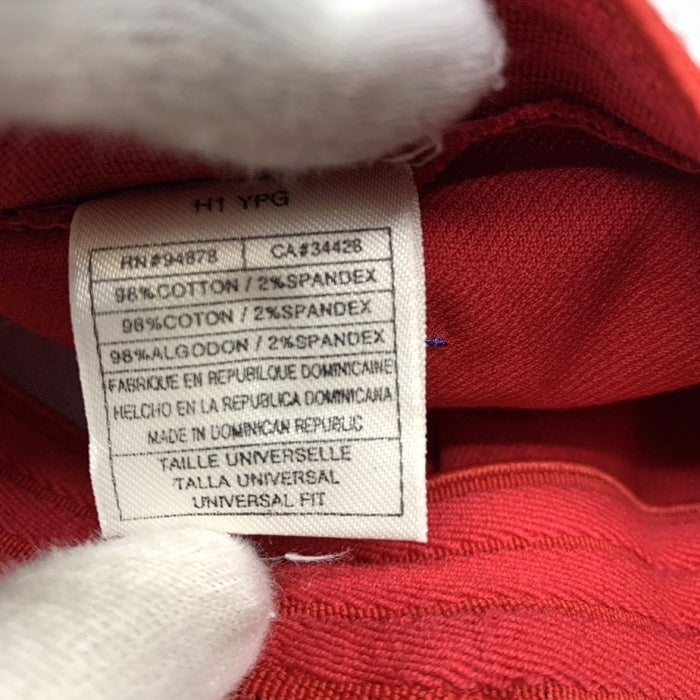 H1 YPG
RN#94878 CA#34428
98%COTTON / 2%SPANDEX
98%COTON / 2%SPANDEX
98%ALGODON / 2%SPANDEX
FABRIQUE EN REPUBILQUE DOMINICAINE
HELCHO EN LA REPUBLICA DOMINICANA
MADE IN DOMINICAN REPUBLIC
TAILLE UNIVERSELLE
TALLA UNIVERSAL
UNIVERSAL FIT